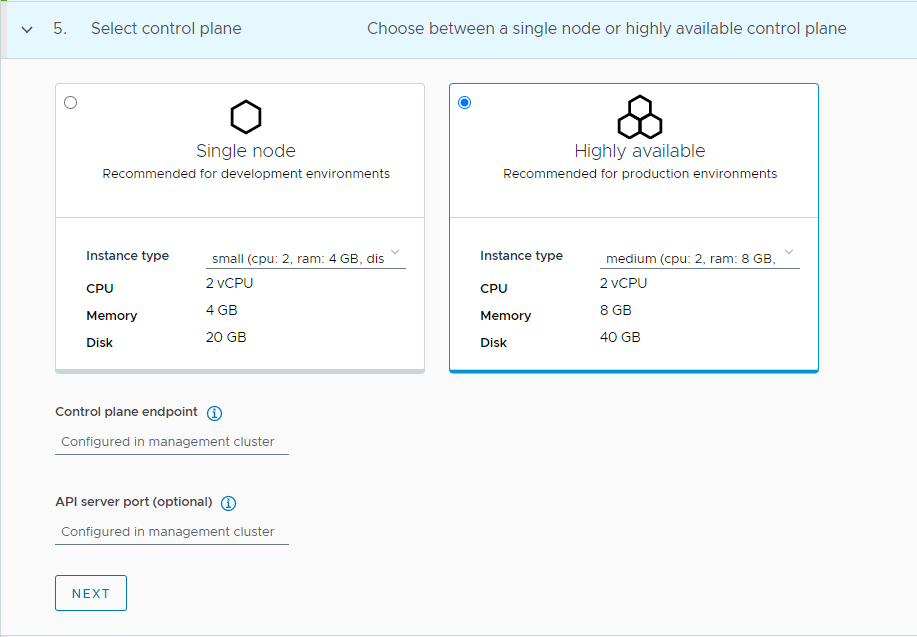 5. Select control plane Choose between a single node or highly available control plane
Single node
Recommended for development environments
Instance type small (cpu: 2, ram: 4 GB, dis
CPU 2 vCPU
Memory 4 GB
Disk 20 GB
Highly available
Recommended for production environments
Instance type medium (cpu: 2, ram: 8 GB,
CPU 2 vCPU
Memory 8 GB
Disk 40 GB
Control plane endpoint
Configured in management cluster
API server port (optional)
Configured in management cluster
NEXT